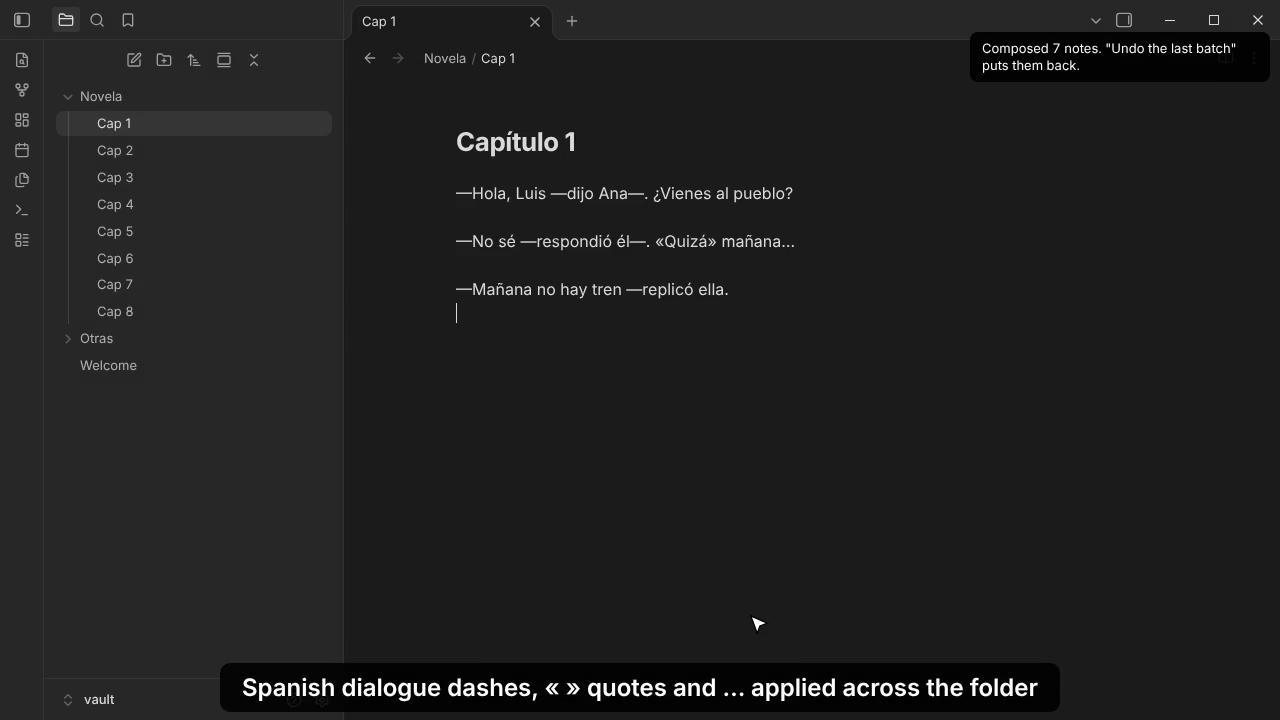 Cap 1
Novela / Cap 1
Composed 7 notes. "Undo the last batch"
puts them back.
Novela
Cap 1
Cap 2
Cap 3
Cap 4
Cap 5
Cap 6
Cap 7
Cap 8
Otras
Welcome
Capítulo 1
—Hola, Luis —dijo Ana—. ¿Vienes al pueblo?
—No sé —respondió él—. «Quizá» mañana…
—Mañana no hay tren —replicó ella.
vault
Spanish dialogue dashes, « » quotes and … applied across the folder